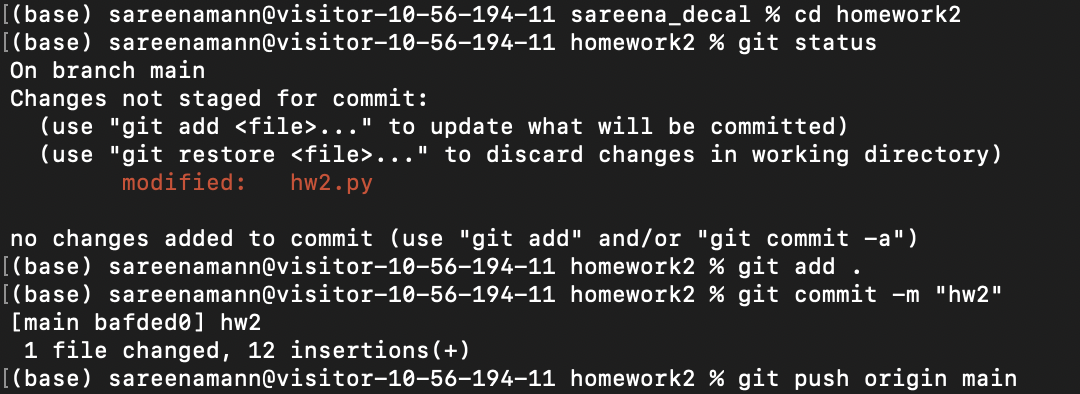 (base) sareenamann@visitor-10-56-194-11 sareena_decal % cd homework2
[(base) sareenamann@visitor-10-56-194-11 homework2 % git status
On branch main
Changes not staged for commit:
  (use "git add <file>..." to update what will be committed)
  (use "git restore <file>..." to discard changes in working directory)
        modified:   hw2.py

no changes added to commit (use "git add" and/or "git commit -a")
[(base) sareenamann@visitor-10-56-194-11 homework2 % git add .
[(base) sareenamann@visitor-10-56-194-11 homework2 % git commit -m "hw2"
[main bafded0] hw2
 1 file changed, 12 insertions(+)
[(base) sareenamann@visitor-10-56-194-11 homework2 % git push origin main